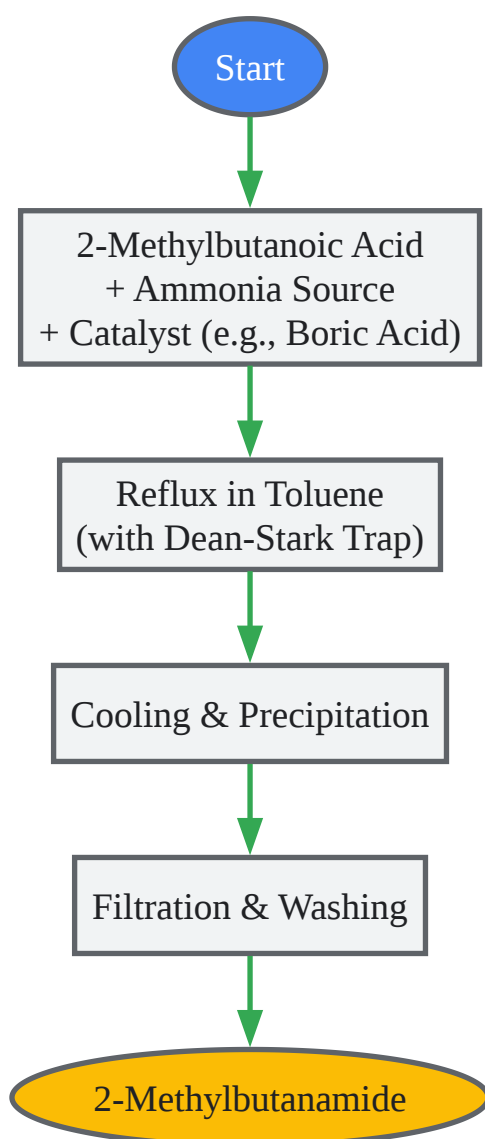 Start
2-Methylbutanoic Acid
+ Ammonia Source
+ Catalyst (e.g., Boric Acid)
Reflux in Toluene
(with Dean-Stark Trap)
Cooling & Precipitation
Filtration & Washing
2-Methylbutanamide